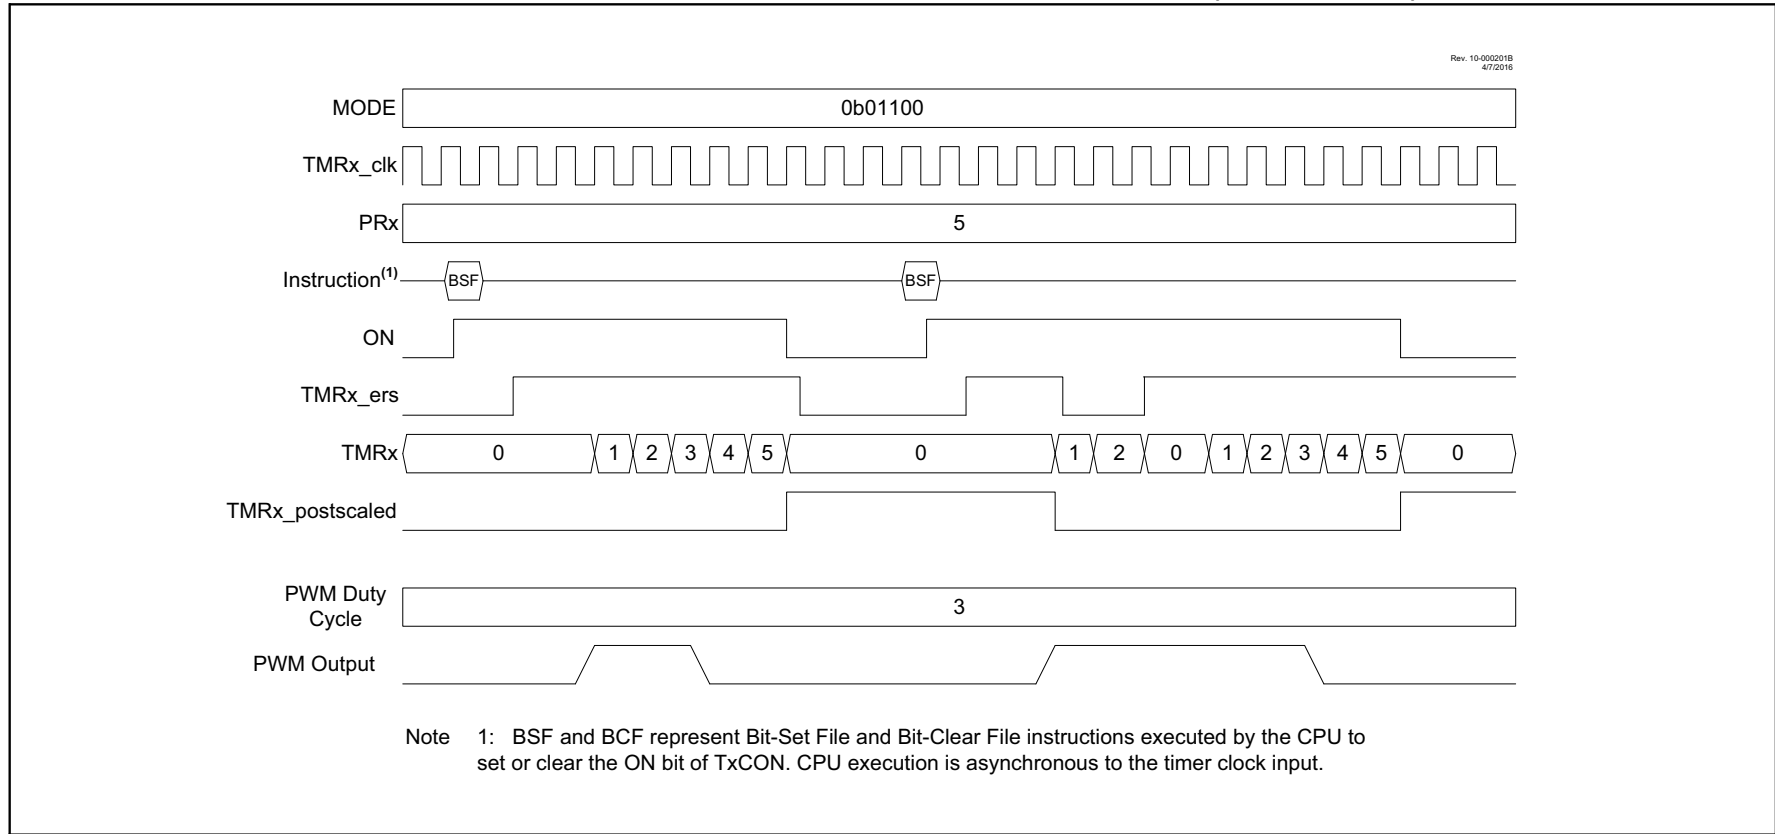 Rev. 10-000201B
4/7/2016
MODE 0b01100
TMRx_clk
PRx 5
Instruction(1) BSF BSF
ON
TMRx_ers
TMRx 0 1 2 3 4 5 0 1 2 0 1 2 3 4 5 0
TMRx_postscaled
PWM Duty
Cycle 3
PWM Output
Note 1: BSF and BCF represent Bit-Set File and Bit-Clear File instructions executed by the CPU to
set or clear the ON bit of TxCON. CPU execution is asynchronous to the timer clock input.